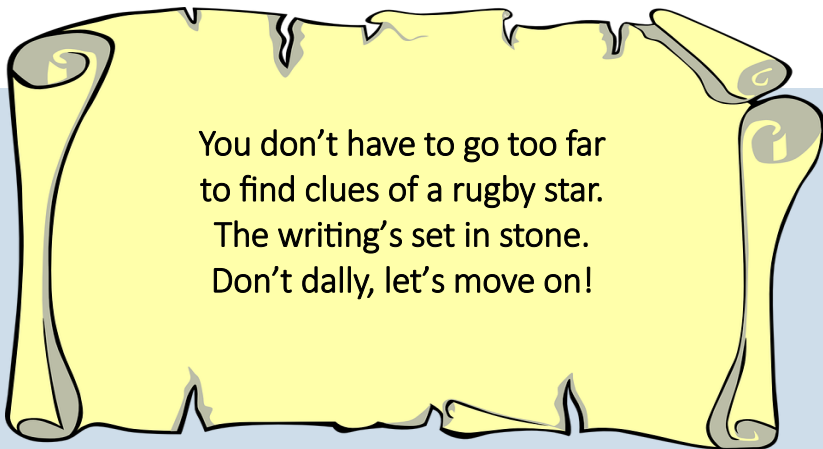 You don’t have to go too far
to find clues of a rugby star.
The writing’s set in stone.
Don’t dally, let’s move on!